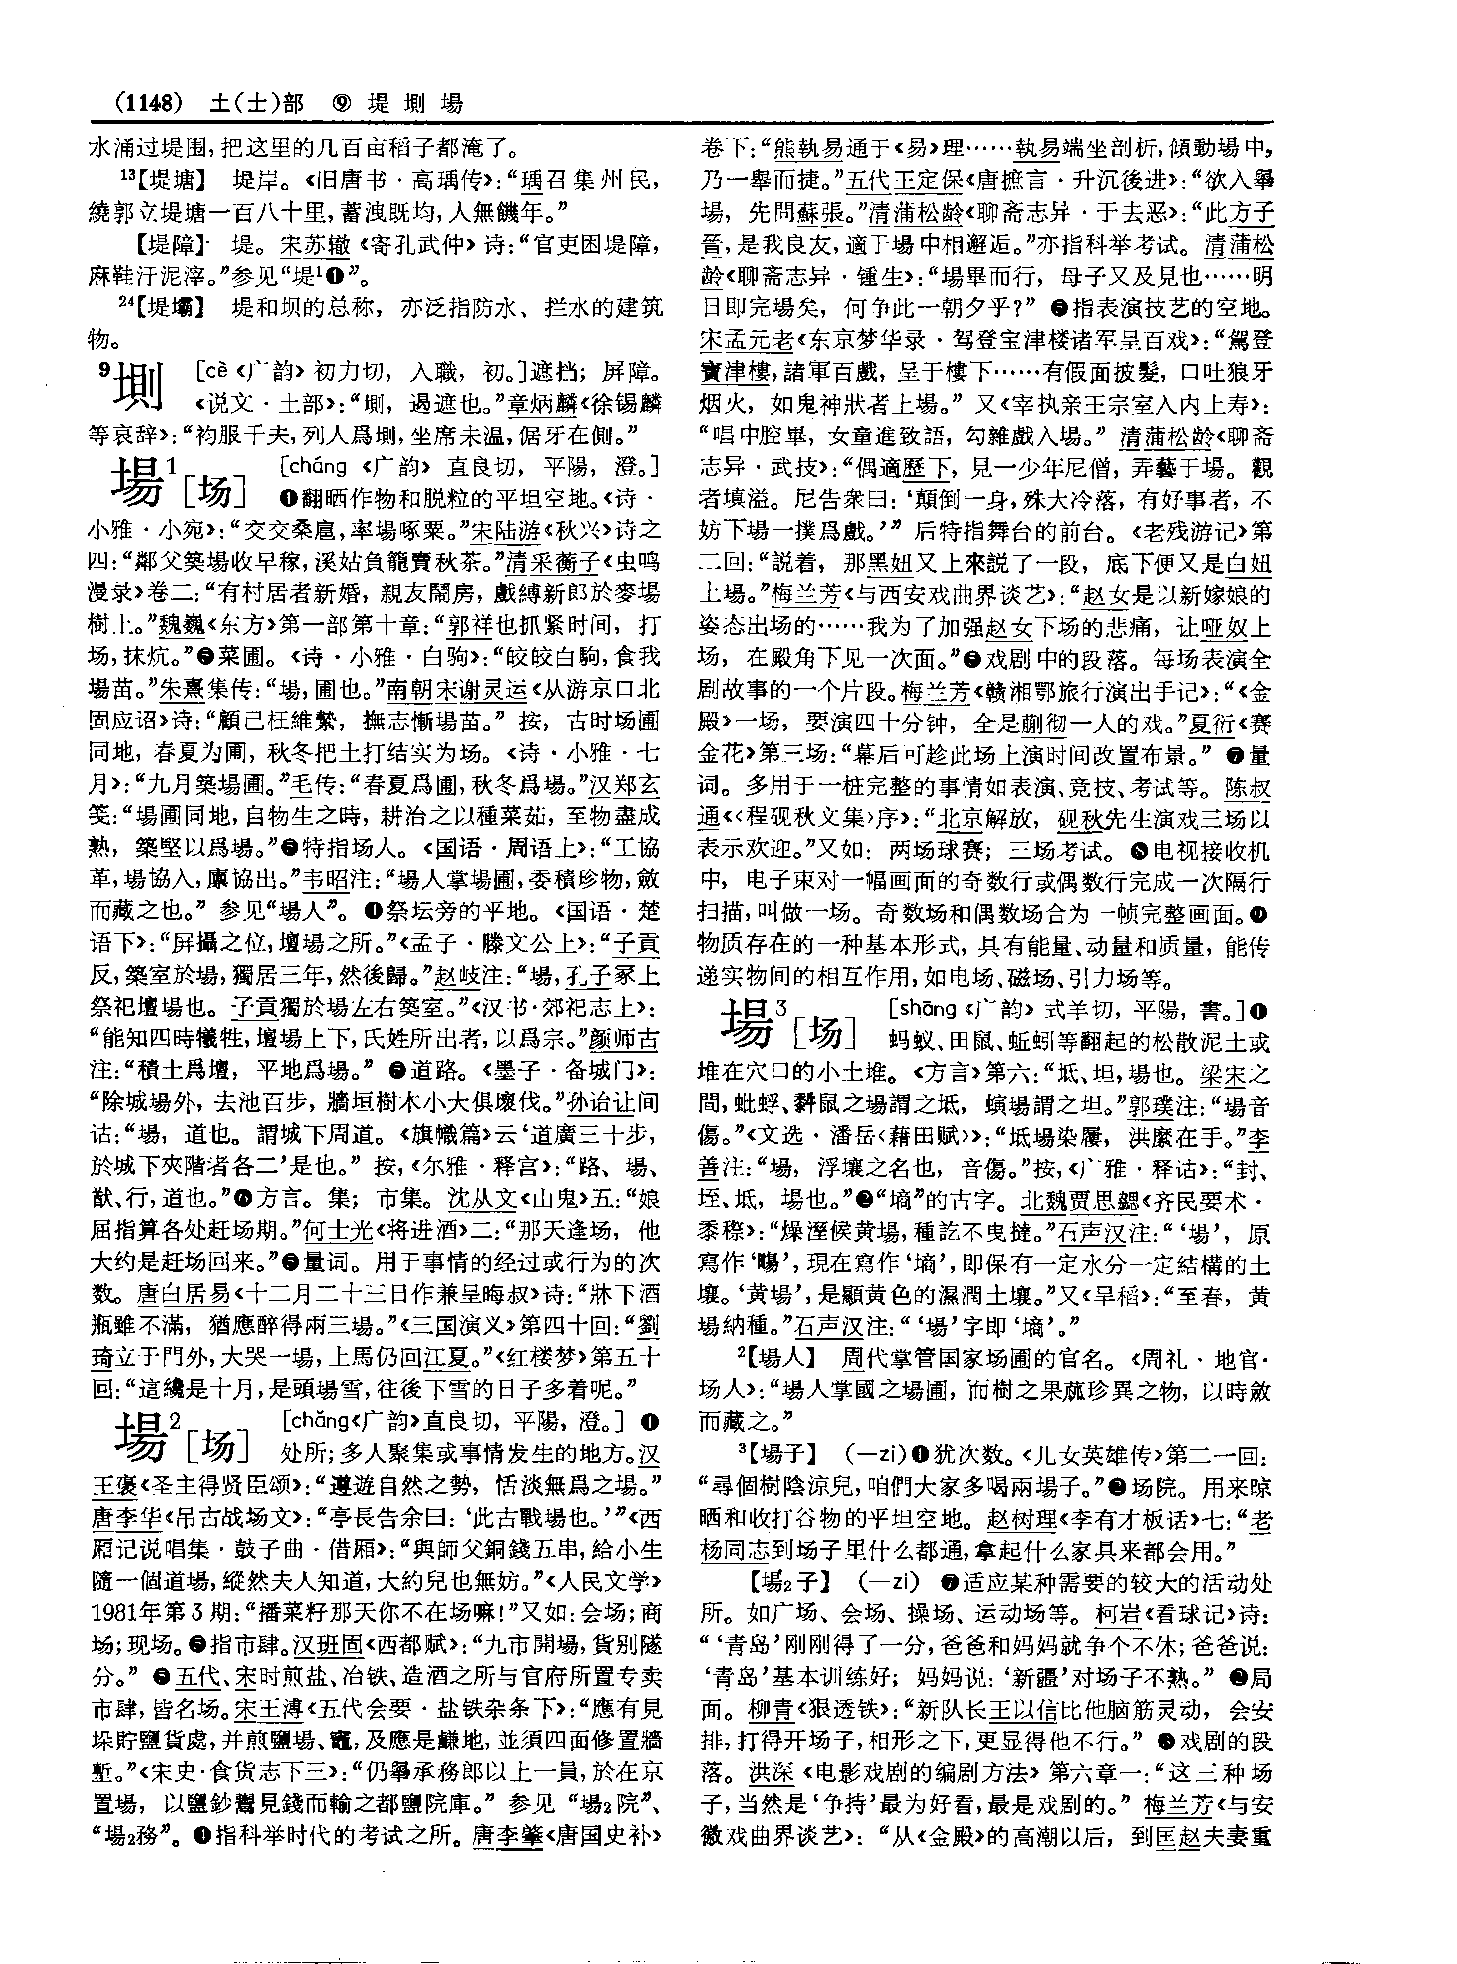 (1148) 土(士)部 ⑨ 堤 堋 場
水涌过堤围，把这里的几百亩稻子都淹了。
¹³【堤塘】 堤岸。《旧唐书·高瑀传》：“瑀召集州民，
繞郭立堤塘一百八十里，蓄洩既均，人無饑年。”
【堤障】 堤。宋苏辙《寄孔武仲》诗：“官吏困堤障，
麻鞋汙泥滓。”参见“堤¹❶”。
²⁴【堤壩】 堤和坝的总称，亦泛指防水、拦水的建筑
物。
⁹堋 [cè《广韵》初力切，入職，初。]遮挡；屏障。
《说文·土部》：“堋，遏遮也。”章炳麟《徐锡麟
等哀辞》：“袀服千夫，列人爲堋，坐席未温，倨牙在側。”
場¹[场] [cháng《广韵》直良切，平陽，澄。]
❶翻晒作物和脱粒的平坦空地。《诗·
小雅·小宛》：“交交桑扈，率場啄粟。”宋陆游《秋兴》诗之
四：“鄰父築場收早稼，溪姑負籠賣秋茶。”清采蘅子《虫鸣
漫录》卷二：“有村居者新婚，親友鬧房，戲縛新郎於麥場
樹上。”魏巍《东方》第一部第十章：“郭祥也抓紧时间，打
场，抹炕。”❷菜圃。《诗·小雅·白驹》：“皎皎白駒，食我
場苗。”朱熹集传：“場，圃也。”南朝宋谢灵运《从游京口北
固应诏》诗：“顧己枉維縶，撫志慚場苗。”按，古时场圃
同地，春夏为圃，秋冬把土打结实为场。《诗·小雅·七
月》：“九月築場圃。”毛传：“春夏爲圃，秋冬爲場。”汉郑玄
笺：“場圃同地，自物生之時，耕治之以種菜茹，至物盡成
熟，築堅以爲場。”❸特指场人。《国语·周语上》：“工協
革，場協入，廪協出。”韦昭注：“場人掌場圃，委積珍物，斂
而藏之也。”参见“場人”。❹祭坛旁的平地。《国语·楚
语下》：“屏攝之位，壇場之所。”《孟子·滕文公上》：“子貢
反，築室於場，獨居三年，然後歸。”赵岐注：“場，孔子冢上
祭祀壇場也。子貢獨於場左右築室。”《汉书·郊祀志上》：
“能知四時犧牲，壇場上下，氏姓所出者，以爲宗。”颜师古
注：“積土爲壇，平地爲場。”❺道路。《墨子·备城门》：
“除城場外，去池百步，牆垣樹木小大俱壞伐。”孙诒让间
诂：“場，道也。謂城下周道。《旗幟篇》云‘道廣三十步，
於城下夾階者各二’是也。”按，《尔雅·释宫》：“路、場、
猷、行，道也。”❻方言。集；市集。沈从文《山鬼》五：“娘
屈指算各处赶场期。”何士光《将进酒》二：“那天逢场，他
大约是赶场回来。”❼量词。用于事情的经过或行为的次
数。唐白居易《十二月二十三日作兼呈晦叔》诗：“牀下酒
瓶雖不滿，猶應醉得兩三場。”《三国演义》第四十回：“劉
琦立于門外，大哭一場，上馬仍回江夏。”《红楼梦》第五十
回：“這纔是十月，是頭場雪，往後下雪的日子多着呢。”
場²[场] [chǎng《广韵》直良切，平陽，澄。]❶
处所；多人聚集或事情发生的地方。汉
王褒《圣主得贤臣颂》：“遵遊自然之勢，恬淡無爲之場。”
唐李华《吊古战场文》：“亭長告余曰：‘此古戰場也。’”《西
厢记说唱集·鼓子曲·借厢》：“與師父銅錢五串，給小生
隨一個道場，縱然夫人知道，大約兒也無妨。”《人民文学》
1981年第3期：“播菜籽那天你不在场嘛！”又如：会场；商
场；现场。❷指市肆。汉班固《西都赋》：“九市開場，貨别隧
分。”❸五代、宋时煎盐、冶铁、造酒之所与官府所置专卖
市肆，皆名场。宋王溥《五代会要·盐铁杂条下》：“應有見
垛貯鹽貨處，并煎鹽場、竈，及應是鹻地，並須四面修置牆
塹。”《宋史·食货志下三》：“仍舉承務郎以上一員，於在京
置場，以鹽鈔鬻見錢而輸之都鹽院庫。”参见“場₂院”、
“場₂務”。❹指科举时代的考试之所。唐李肇《唐国史补》
卷下：“熊執易通于《易》理……執易端坐剖析，傾動場中，
乃一舉而捷。”五代王定保《唐摭言·升沉後进》：“欲入舉
場，先問蘇張。”清蒲松龄《聊斋志异·于去恶》：“此方子
晉，是我良友，適于場中相邂逅。”亦指科举考试。清蒲松
龄《聊斋志异·锺生》：“場畢而行，母子又及見也……明
日即完場矣，何争此一朝夕乎？”❺指表演技艺的空地。
宋孟元老《东京梦华录·驾登宝津楼诸军呈百戏》：“駕登
寶津樓，諸軍百戲，呈于樓下……有假面披髮，口吐狼牙
烟火，如鬼神狀者上場。”又《宰执亲王宗室入内上寿》：
“唱中腔畢，女童進致語，勾雜戲入場。”清蒲松龄《聊斋
志异·武技》：“偶適歷下，見一少年尼僧，弄藝于場。觀
者填溢。尼告衆曰：‘顛倒一身，殊大冷落，有好事者，不
妨下場一撲爲戲。’”后特指舞台的前台。《老残游记》第
二回：“説着，那黑妞又上來説了一段，底下便又是白妞
上場。”梅兰芳《与西安戏曲界谈艺》：“赵女是以新嫁娘的
姿态出场的……我为了加强赵女下场的悲痛，让哑奴上
场，在殿角下见一次面。”❻戏剧中的段落。每场表演全
剧故事的一个片段。梅兰芳《赣湘鄂旅行演出手记》：“《金
殿》一场，要演四十分钟，全是蒯彻一人的戏。”夏衍《赛
金花》第三场：“幕后可趁此场上演时间改置布景。”❼量
词。多用于一桩完整的事情如表演、竞技、考试等。陈叔
通《〈程砚秋文集〉序》：“北京解放，砚秋先生演戏三场以
表示欢迎。”又如：两场球赛；三场考试。❽电视接收机
中，电子束对一幅画面的奇数行或偶数行完成一次隔行
扫描，叫做一场。奇数场和偶数场合为一帧完整画面。❾
物质存在的一种基本形式，具有能量、动量和质量，能传
递实物间的相互作用，如电场、磁场、引力场等。
場³[场] [shāng《广韵》式羊切，平陽，書。]❶
蚂蚁、田鼠、蚯蚓等翻起的松散泥土或
堆在穴口的小土堆。《方言》第六：“坻、坦，場也。梁宋之
間，蚍蜉、𪕰鼠之場謂之坻，螾場謂之坦。”郭璞注：“場音
傷。”《文选·潘岳〈藉田赋〉》：“坻場染屨，洪縻在手。”李
善注：“場，浮壤之名也，音傷。”按，《广雅·释诂》：“封、
垤、坻，場也。”❷“墒”的古字。北魏贾思勰《齐民要术·
黍穄》：“燥溼候黄場，種訖不曳撻。”石声汉注：“‘場’，原
寫作‘暘’，現在寫作‘墒’，即保有一定水分一定結構的土
壤。‘黄場’，是顯黄色的濕潤土壤。”又《旱稻》：“至春，黄
場納種。”石声汉注：“‘場’字即‘墒’。”
²【場人】 周代掌管国家场圃的官名。《周礼·地官·
场人》：“場人掌國之場圃，而樹之果蓏珍異之物，以時斂
而藏之。”
³【場子】 (—zi)❶犹次数。《儿女英雄传》第二一回：
“尋個樹陰涼兒，咱們大家多喝兩場子。”❷场院。用来晾
晒和收打谷物的平坦空地。赵树理《李有才板话》七：“老
杨同志到场子里什么都通，拿起什么家具来都会用。”
【場₂子】 (—zi) ❶适应某种需要的较大的活动处
所。如广场、会场、操场、运动场等。柯岩《看球记》诗：
“‘青岛’刚刚得了一分，爸爸和妈妈就争个不休；爸爸说：
‘青岛’基本训练好；妈妈说：‘新疆’对场子不熟。”❷局
面。柳青《狠透铁》：“新队长王以信比他脑筋灵动，会安
排，打得开场子，相形之下，更显得他不行。”❸戏剧的段
落。洪深《电影戏剧的编剧方法》第六章一：“这三种场
子，当然是‘争持’最为好看，最是戏剧的。”梅兰芳《与安
徽戏曲界谈艺》：“从《金殿》的高潮以后，到匡赵夫妻重